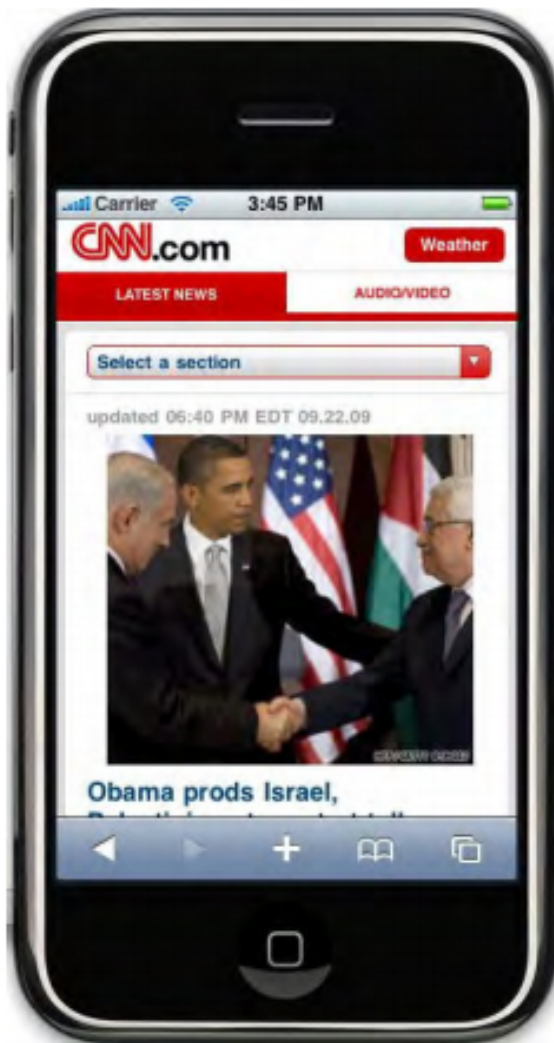 Carrier 3:45 PM
CNN.com Weather
LATEST NEWS AUDIO/VIDEO
Select a section
updated 06:40 PM EDT 09.22.09
Obama prods Israel,